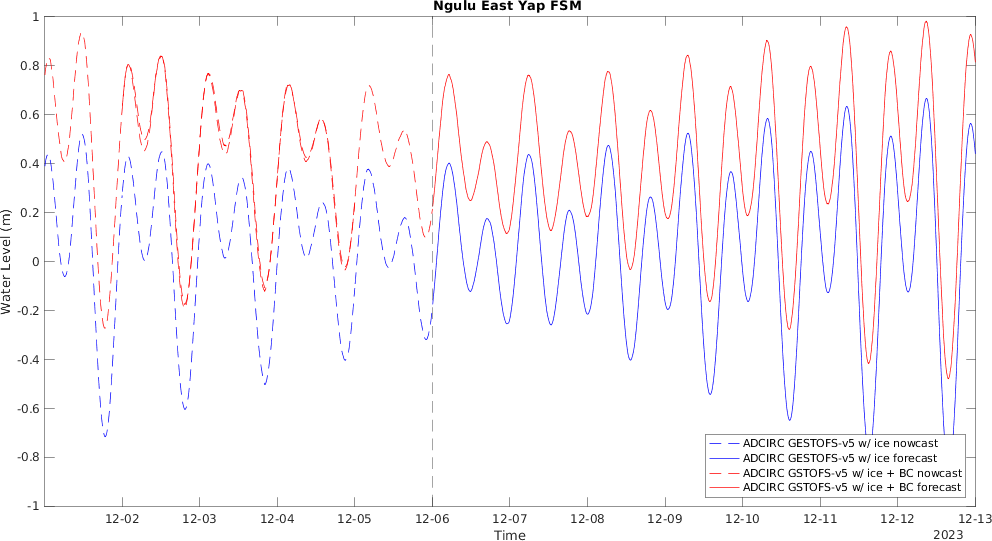 Ngulu East Yap FSM
1
0.8
0.6
0.4
0.2
0
-0.2
-0.4
-0.6
-0.8
-1
Water Level (m)
ADCIRC GESTOFS-v5 w/ ice nowcast
ADCIRC GESTOFS-v5 w/ ice forecast
ADCIRC GSTOFS-v5 w/ ice + BC nowcast
ADCIRC GSTOFS-v5 w/ ice + BC forecast
12-02 12-03 12-04 12-05 12-06 12-07 12-08 12-09 12-10 12-11 12-12 12-13
Time
2023